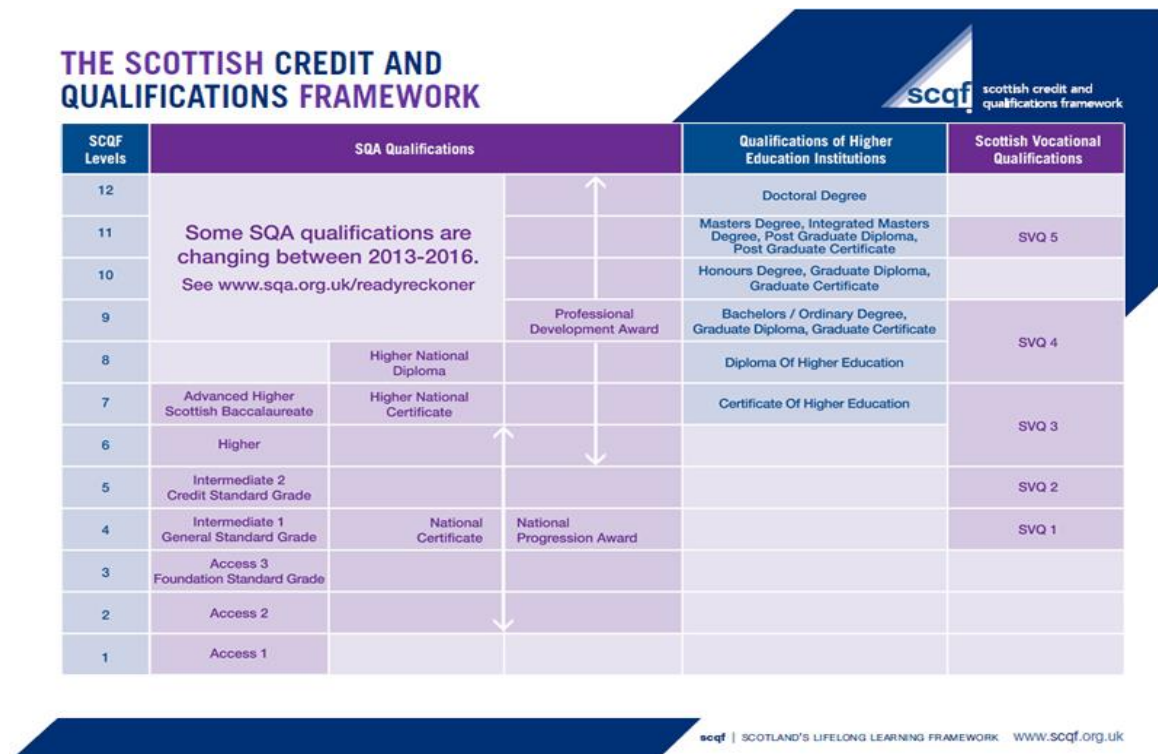 THE SCOTTISH CREDIT AND
QUALIFICATIONS FRAMEWORK
scqf
scottish credit and
qualifications framework
SCQF
Levels
SQA Qualifications
Qualifications of Higher
Education Institutions
Scottish Vocational
Qualifications
12
Some SQA qualifications are
changing between 2013-2016.
See www.sqa.org.uk/readyreckoner
Doctoral Degree
11
Masters Degree, Integrated Masters
Degree, Post Graduate Diploma,
Post Graduate Certificate
SVQ 5
10
Honours Degree, Graduate Diploma,
Graduate Certificate
9
Professional
Development Award
Bachelors / Ordinary Degree,
Graduate Diploma, Graduate Certificate
SVQ 4
8
Higher National
Diploma
Diploma Of Higher Education
7
Advanced Higher
Scottish Baccalaureate
Higher National
Certificate
Certificate Of Higher Education
SVQ 3
6
Higher
5
Intermediate 2
Credit Standard Grade
SVQ 2
4
Intermediate 1
General Standard Grade
National
Certificate
National
Progression Award
SVQ 1
3
Access 3
Foundation Standard Grade
2
Access 2
1
Access 1
scqf | SCOTLAND'S LIFELONG LEARNING FRAMEWORK www.scqf.org.uk